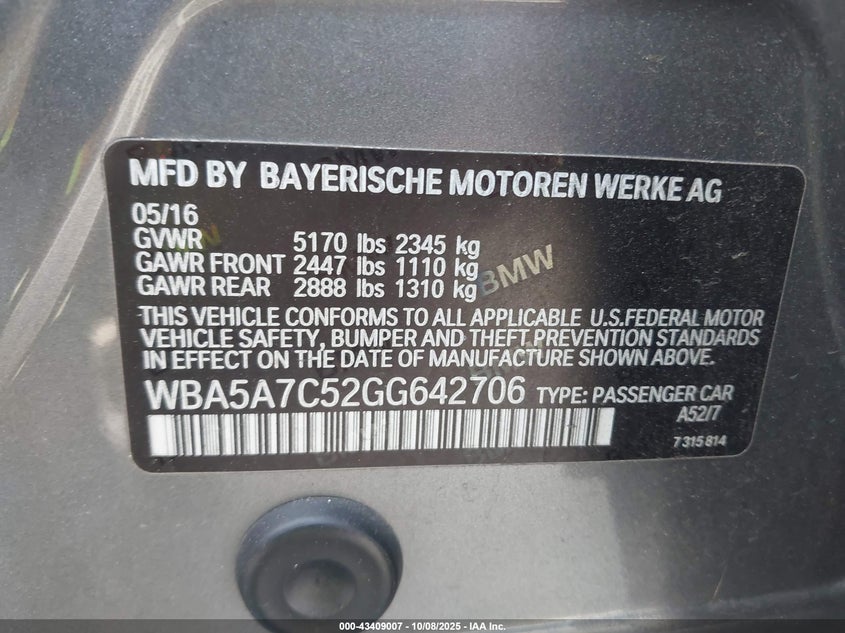 MFD BY BAYERISCHE MOTOREN WERKE AG
05/16
GVWR 5170 lbs 2345 kg
GAWR FRONT 2447 lbs 1110 kg
GAWR REAR 2888 lbs 1310 kg
BMW
THIS VEHICLE CONFORMS TO ALL APPLICABLE U.S.FEDERAL MOTOR
VEHICLE SAFETY, BUMPER AND THEFT PREVENTION STANDARDS
IN EFFECT ON THE DATE OF MANUFACTURE SHOWN ABOVE.
WBA5A7C52GG642706 TYPE: PASSENGER CAR
A52/7
7 315 814
000-43409007 - 10/08/2025 - IAA Inc.